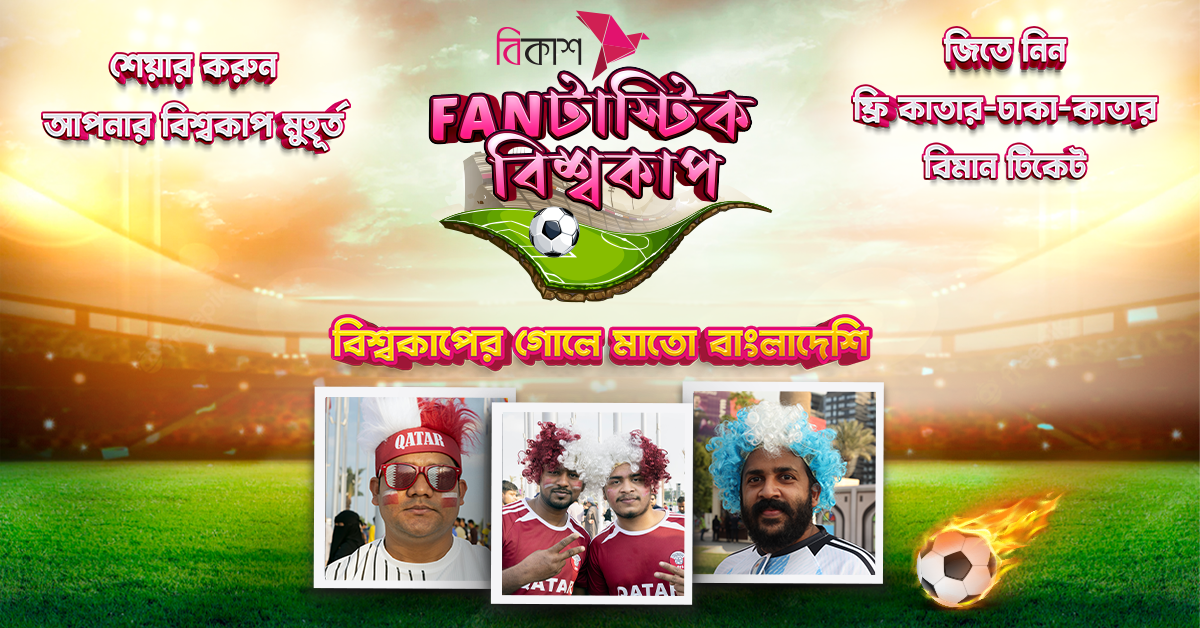 বিকাশ
FANটাস্টিক
বিশ্বকাপ
শেয়ার করুন
আপনার বিশ্বকাপ মুহূর্ত
জিতে নিন
ফ্রি কাতার-ঢাকা-কাতার
বিমান টিকেট
বিশ্বকাপের গোলে মাতো বাংলাদেশি
QATAR
QATAR
QATAR